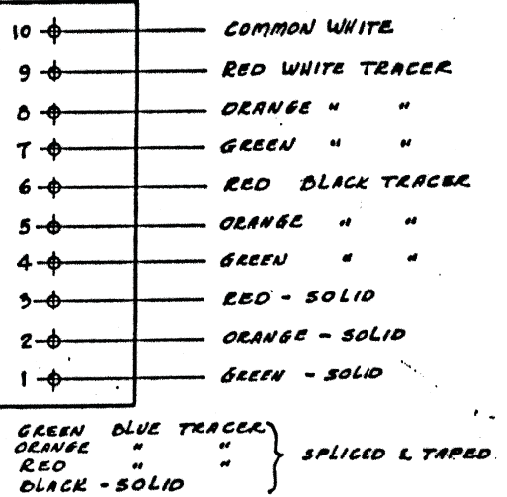 10 COMMON WHITE
9 RED WHITE TRACER
8 ORANGE " "
7 GREEN " "
6 RED BLACK TRACER
5 ORANGE " "
4 GREEN " "
3 RED - SOLID
2 ORANGE - SOLID
1 GREEN - SOLID
GREEN BLUE TRACER
ORANGE " "
RED " "
BLACK - SOLID
SPLICED & TAPED